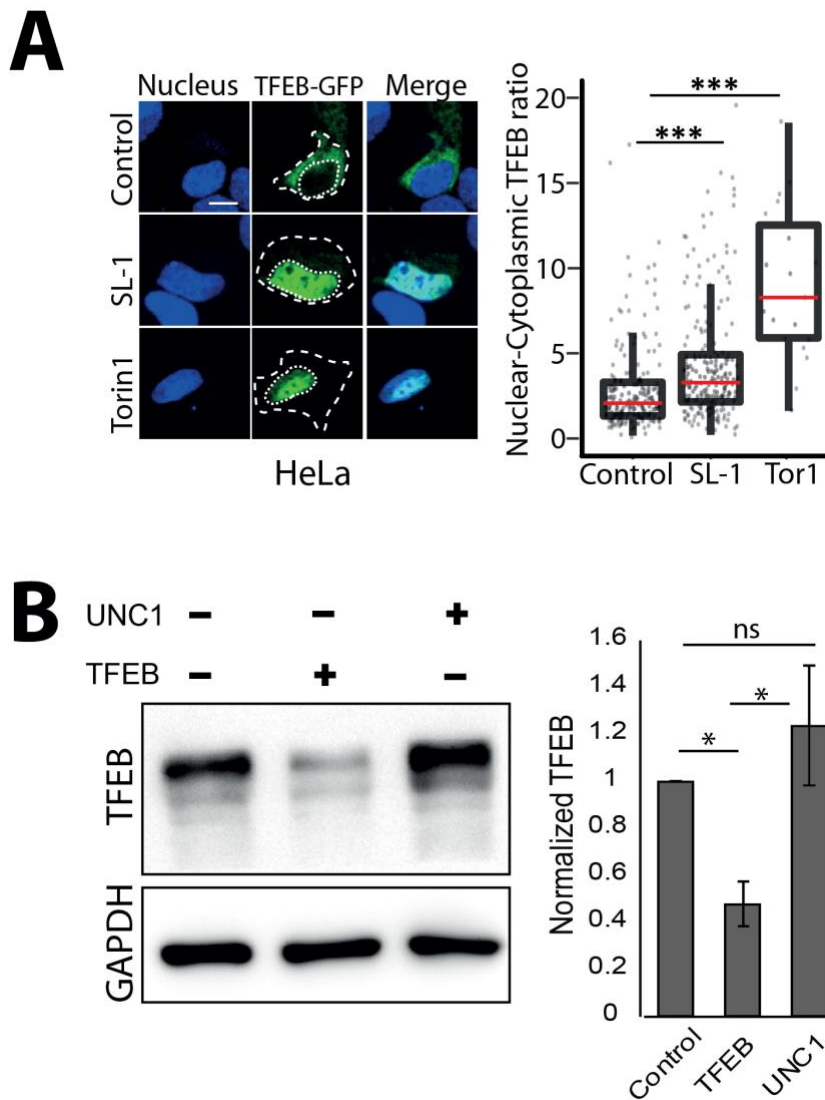 A
Nucleus TFEB-GFP Merge
Control
SL-1
Torin1
HeLa
Nuclear-Cytoplasmic TFEB ratio
20
15
10
5
0
***
***
Control SL-1 Tor1
B
UNC1 - - +
TFEB - + -
TFEB
GAPDH
Normalized TFEB
1.6
1.4
1.2
1
0.8
0.6
0.4
0.2
0
ns
*
*
Control TFEB UNC1